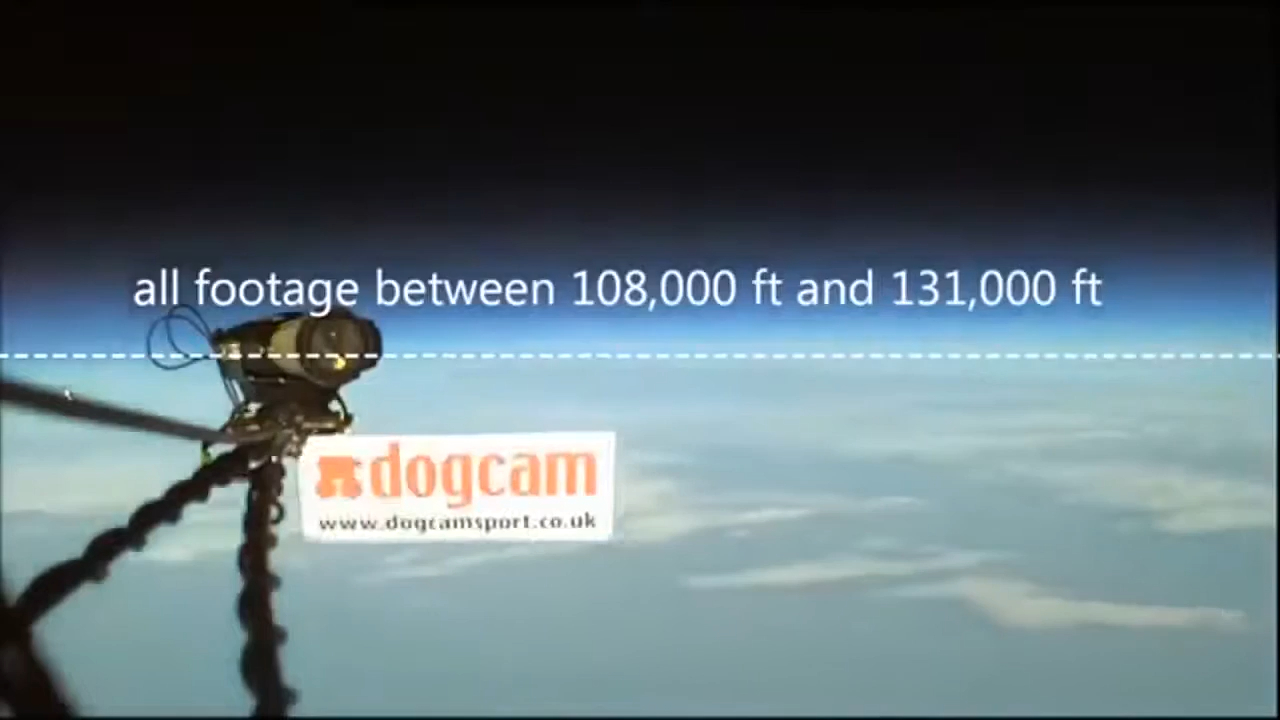 all footage between 108,000 ft and 131,000 ft
dogcam
www.dogcamsport.co.uk